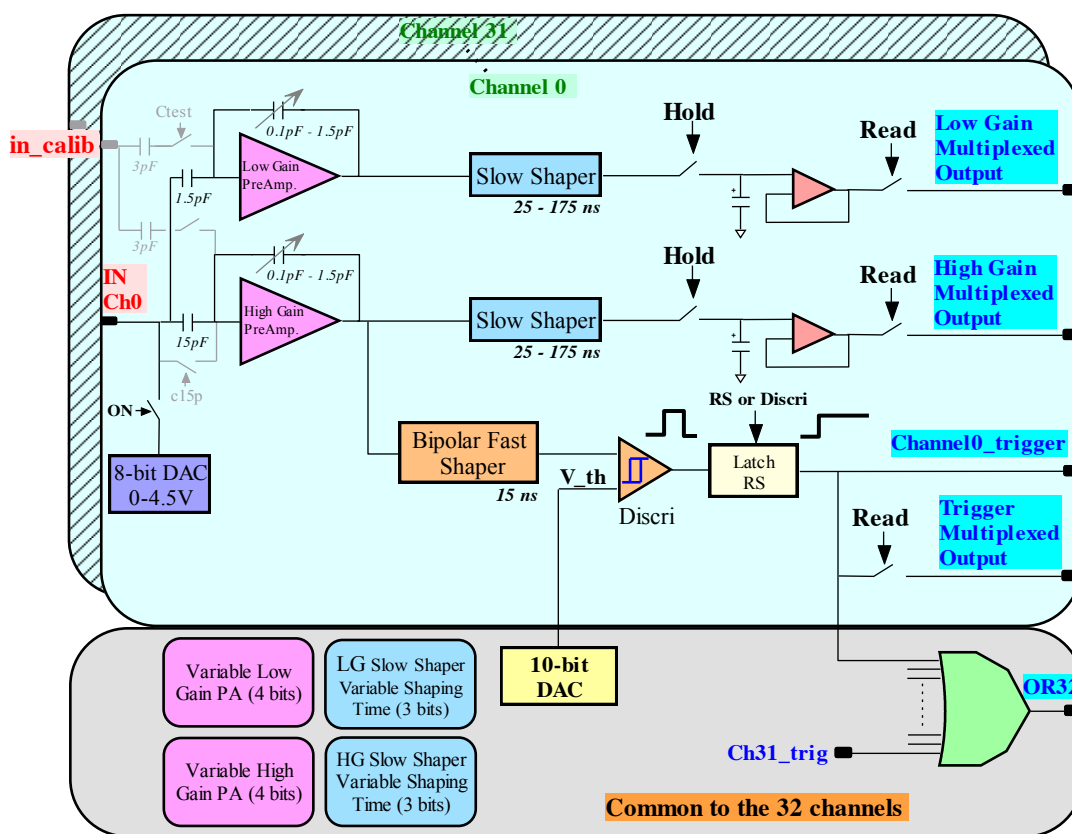 Channel 31
Channel 0
in_calib
Ctest
3pF
1.5pF
0.1pF - 1.5pF
Low Gain
PreAmp.
Slow Shaper
25 - 175 ns
Hold
Read
Low Gain
Multiplexed
Output
3pF
IN
Ch0
15pF
c15p
0.1pF - 1.5pF
High Gain
PreAmp.
Slow Shaper
25 - 175 ns
Hold
Read
High Gain
Multiplexed
Output
ON
8-bit DAC
0-4.5V
Bipolar Fast
Shaper
15 ns
V_th
Discri
RS or Discri
Latch
RS
Channel0_trigger
Read
Trigger
Multiplexed
Output
Variable Low
Gain PA (4 bits)
LG Slow Shaper
Variable Shaping
Time (3 bits)
10-bit
DAC
OR32
Variable High
Gain PA (4 bits)
HG Slow Shaper
Variable Shaping
Time (3 bits)
Ch31_trig
Common to the 32 channels